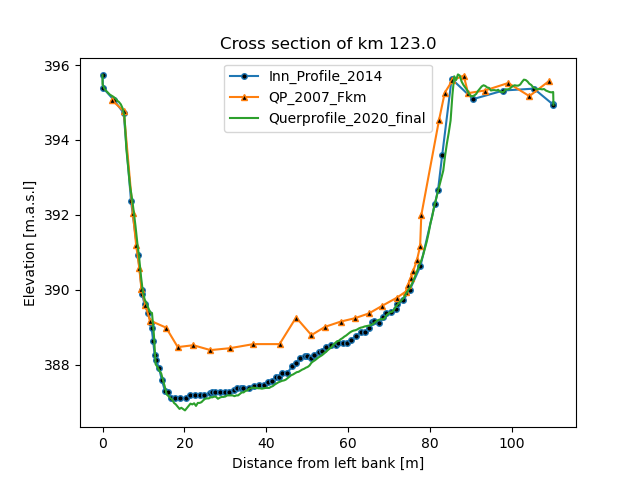 Cross section of km 123.0
Inn_Profile_2014
QP_2007_Fkm
Querprofile_2020_final
Elevation [m.a.s.l]
396
394
392
390
388
0 20 40 60 80 100
Distance from left bank [m]